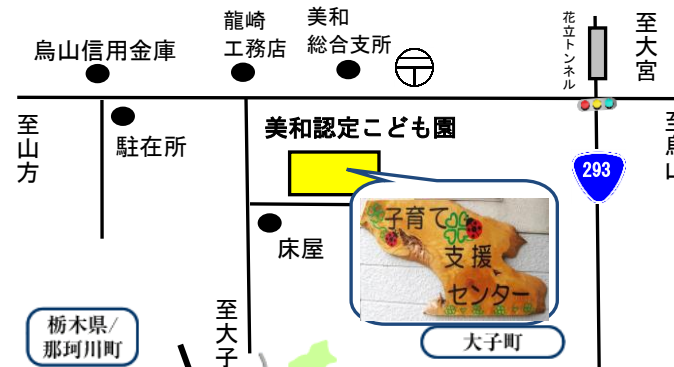 烏山信用金庫
龍崎
工務店
美和
総合支所
花立トンネル
至大宮
至山方
駐在所
美和認定こども園
至烏山
293
床屋
子育て
支援
センター
栃木県/
那珂川町
至大子
大子町